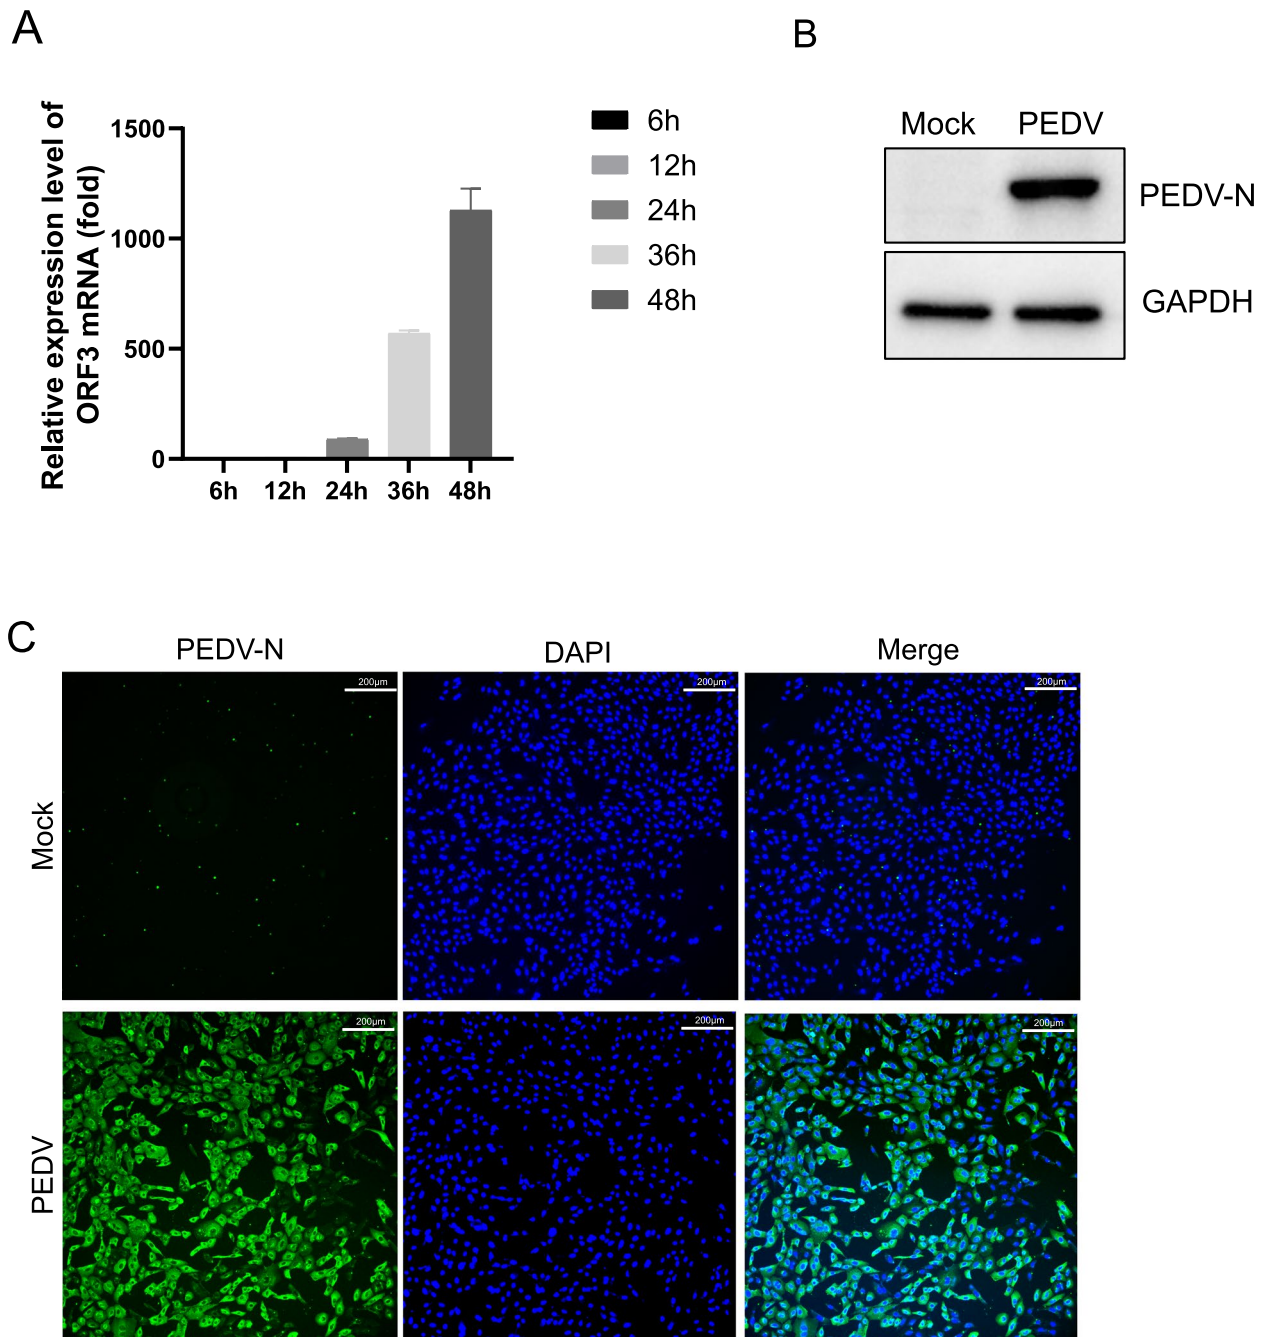 A
Relative expression level of
ORF3 mRNA (fold)
1500
1000
500
0
6h 12h 24h 36h 48h
6h
12h
24h
36h
48h
B
Mock PEDV
PEDV-N
GAPDH
C
PEDV-N DAPI Merge
Mock
200μm 200μm 200μm
PEDV
200μm 200μm 200μm